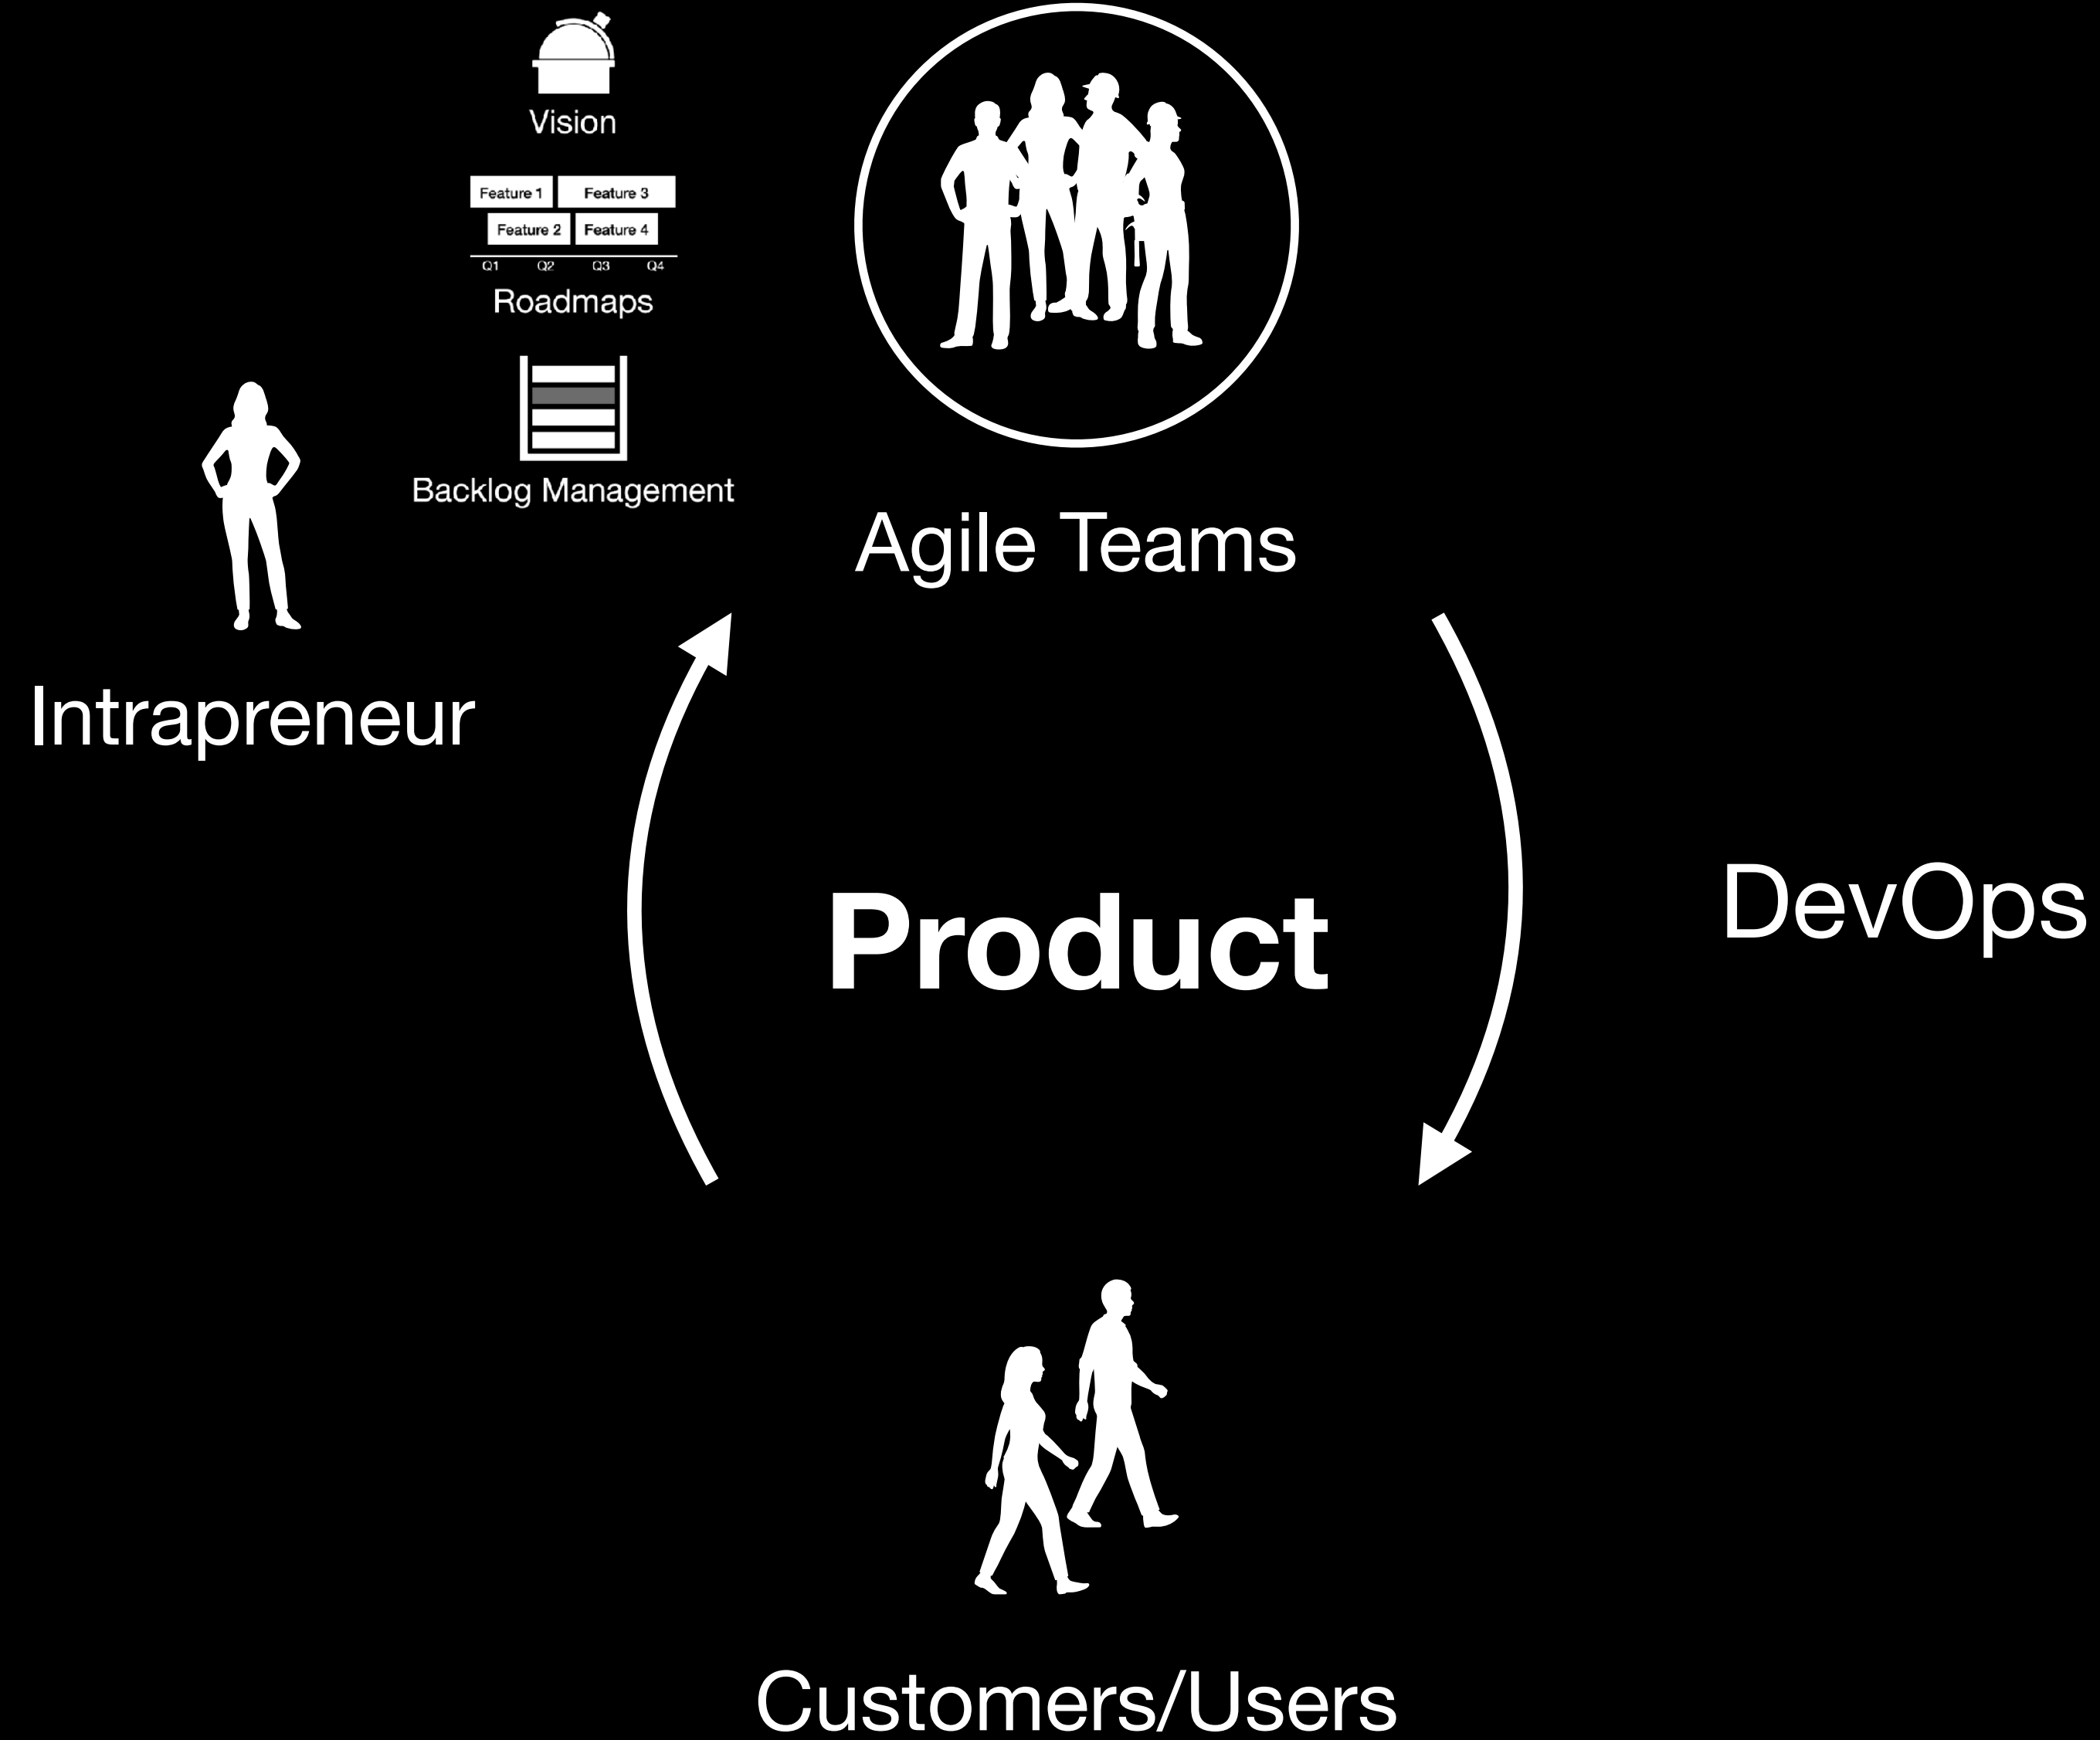 Vision
Feature 1 Feature 3
Feature 2 Feature 4
Q1 Q2 Q3 Q4
Roadmaps
Backlog Management
Agile Teams
Intrapreneur
Product
DevOps
Customers/Users